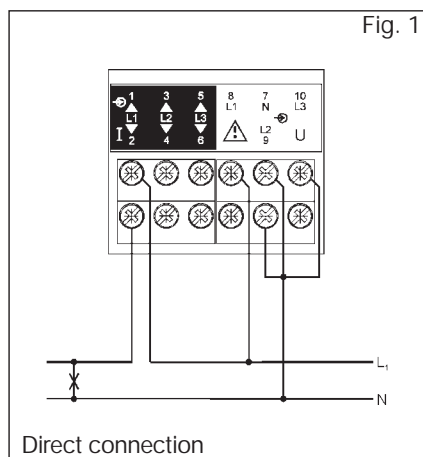 Fig. 1
1 3 5 8 7 10
L1 N L3
L1 L2 L3
I L2 U
2 4 6 9
L1
N
Direct connection